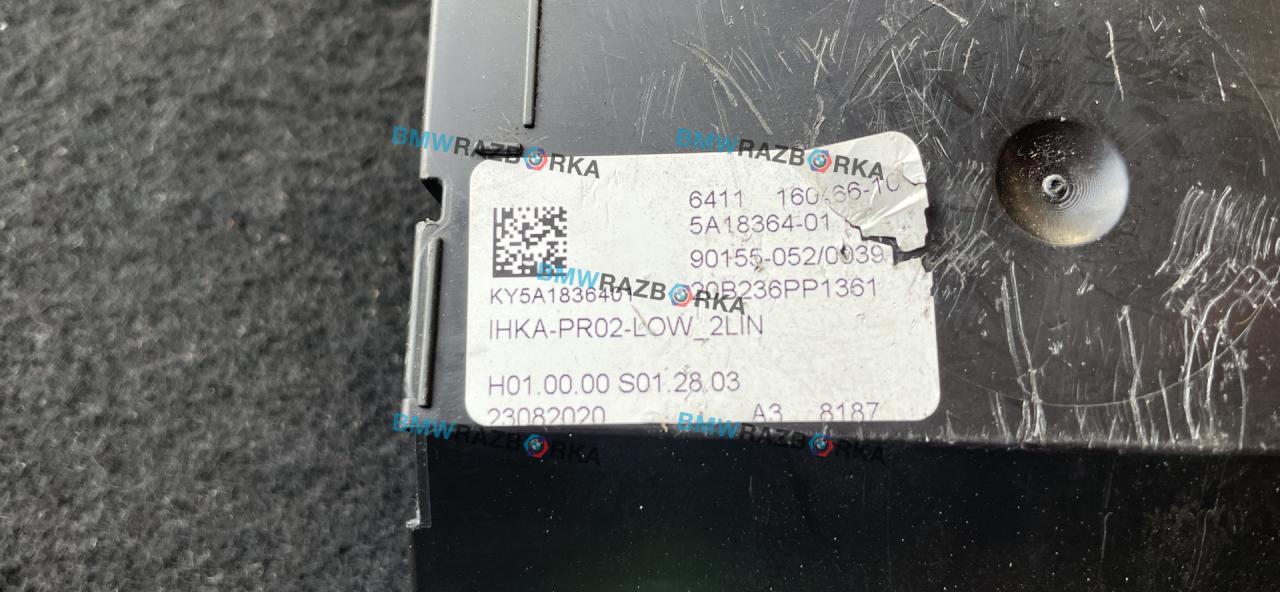 BMWRAZBORKA BMWRAZBORKA
6411
5A18364-01
90155-052/0039
KY5A1836401 20B236PP1361
BMWRAZBORKA
IHKA-PR02-LOW_2LIN
H01.00.00 S01.28.03
23082020 A3 8187
BMWRAZBORKA BMWRAZBORKA